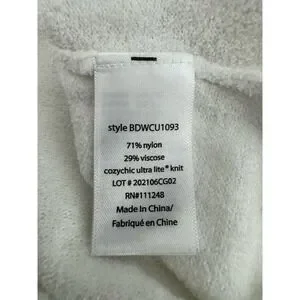 style BDWCU1093
71% nylon
29% viscose
cozychic ultra lite® knit
LOT # 202106CG02
RN#111248
Made in China/
Fabriqué en Chine